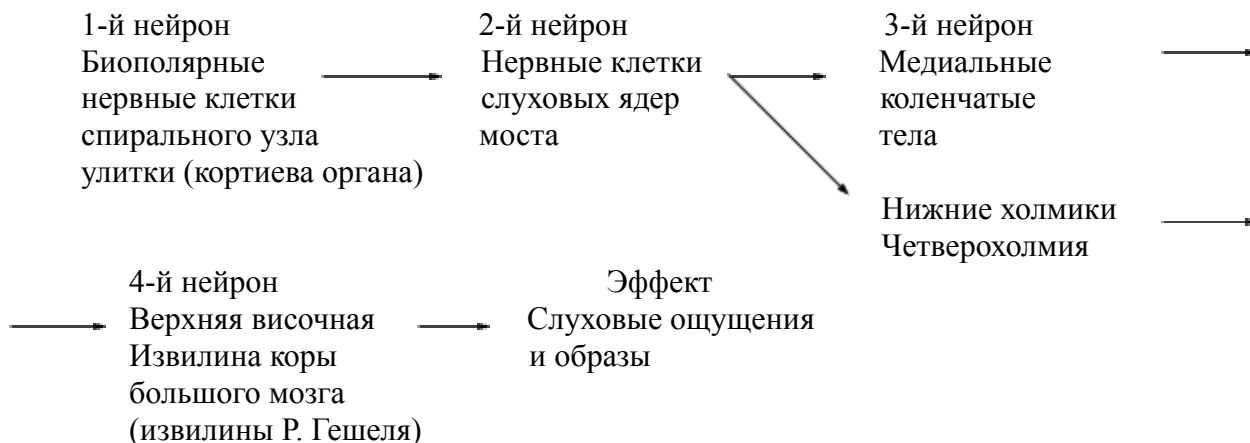 1-й нейрон
Биополярные
нервные клетки
спирального узла
улитки (кортиева органа)
2-й нейрон
Нервные клетки
слуховых ядер
моста
3-й нейрон
Медиальные
коленчатые
тела
Нижние холмики
Четверохолмия
4-й нейрон
Верхняя височная
Извилина коры
большого мозга
(извилины Р. Гешеля)
Эффект
Слуховые ощущения
и образы